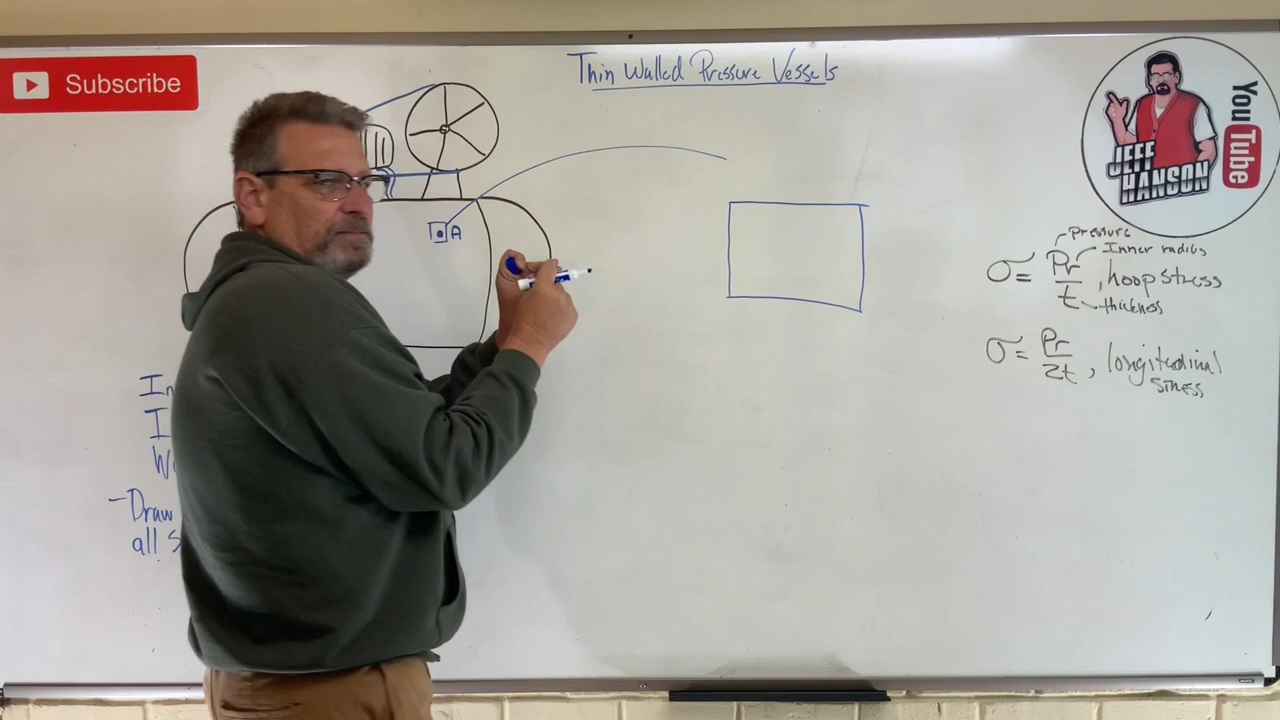 Subscribe
Thin Walled Pressure Vessels
YouTube
JEFF
HANSON
A
Pressure
Inner radius
σ = Pr/t, hoop stress
thickness
σ = Pr/2t, longitudinal
stress
- Draw
all